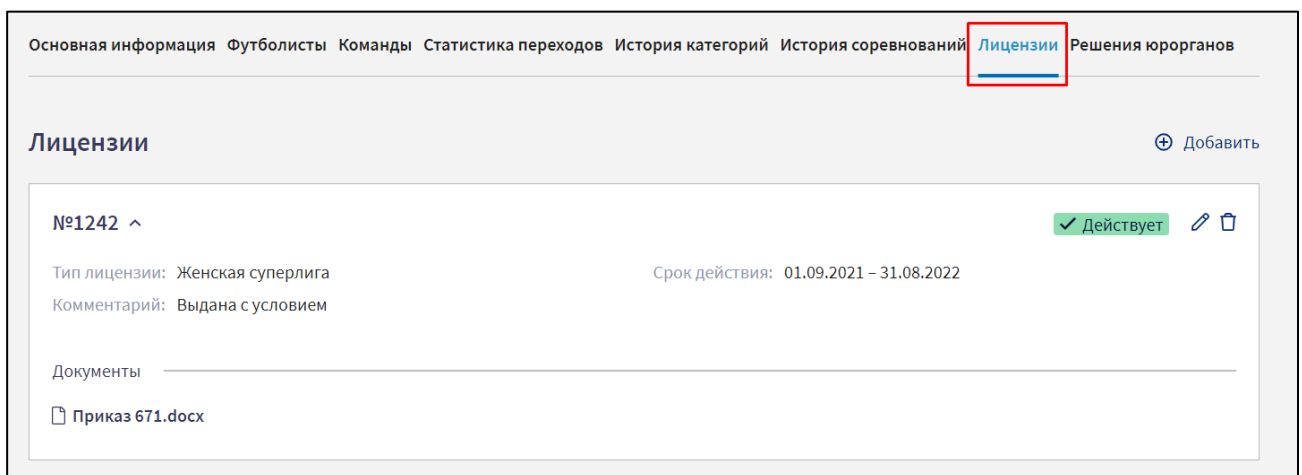 Основная информация Футболисты Команды Статистика переходов История категорий История соревнований Лицензии Решения юрорганов
Лицензии
Добавить
№1242
Действует
Тип лицензии: Женская суперлига
Срок действия: 01.09.2021 – 31.08.2022
Комментарий: Выдана с условием
Документы
Приказ 671.docx